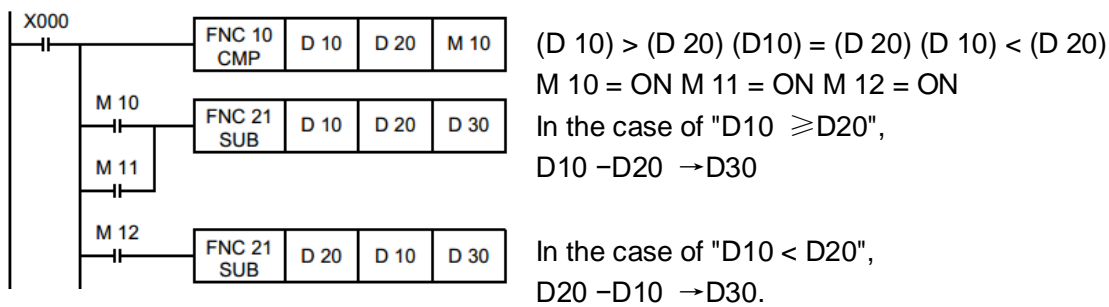 X000
FNC 10 CMP D 10 D 20 M 10
(D 10) > (D 20) (D10) = (D 20) (D 10) < (D 20)
M 10 = ON M 11 = ON M 12 = ON
M 10
FNC 21 SUB D 10 D 20 D 30
In the case of "D10 ≥D20",
M 11
D10 −D20 →D30
M 12
FNC 21 SUB D 20 D 10 D 30
In the case of "D10 < D20",
D20 −D10 →D30.